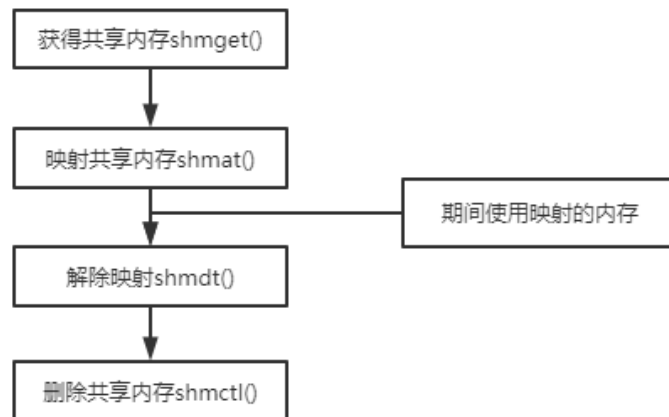 获得共享内存shmget()
映射共享内存shmat()
期间使用映射的内存
解除映射shmdt()
删除共享内存shmctl()